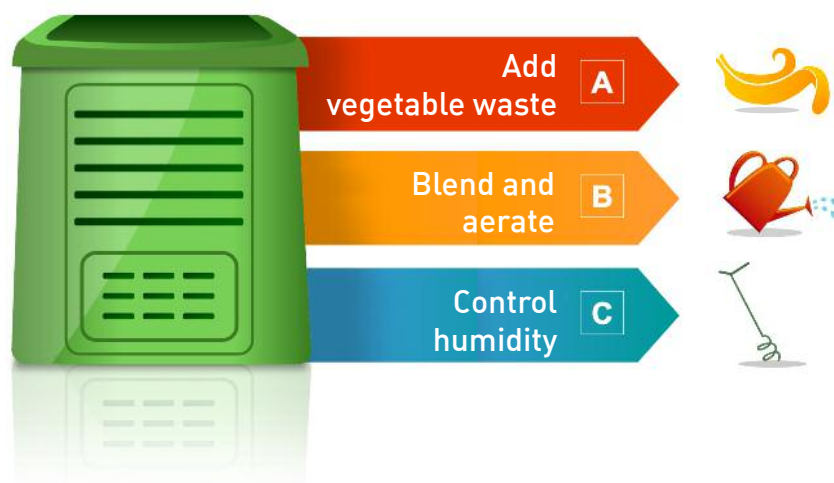 Add
vegetable waste
A
Blend and
aerate
B
Control
humidity
C